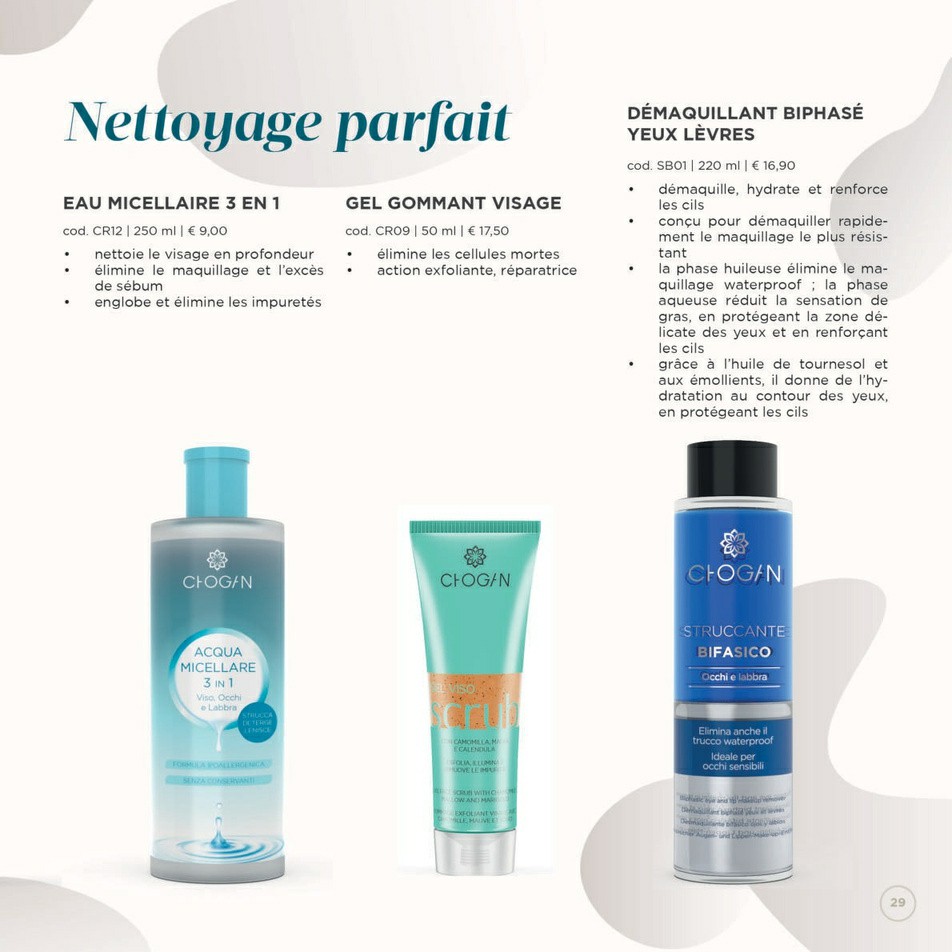 Nettoyage parfait
EAU MICELLAIRE 3 EN 1
cod. CR12 | 250 ml | € 9,00
• nettoie le visage en profondeur
• élimine le maquillage et l'excès
de sébum
• englobe et élimine les impuretés
GEL GOMMANT VISAGE
cod. CR09 | 50 ml | € 17,50
• élimine les cellules mortes
• action exfoliante, réparatrice
DÉMAQUILLANT BIPHASÉ
YEUX LÈVRES
cod. SB01 | 220 ml | € 16,90
• démaquille, hydrate et renforce
les cils
• conçu pour démaquiller rapide-
ment le maquillage le plus résis-
tant
• la phase huileuse élimine le ma-
quillage waterproof ; la phase
aqueuse réduit la sensation de
gras, en protégeant la zone dé-
licate des yeux et en renforçant
les cils
• grâce à l'huile de tournesol et
aux émollients, il donne de l'hy-
dratation au contour des yeux,
en protégeant les cils
CHOGAN
ACQUA
MICELLARE
3 IN 1
Viso, Occhi
e Labbra
STRUCCA
DETERGE
LENISCE
FORMULA IPOALLERGENICA
SENZA CONSERVANTI
CHOGAN
GEL VISO
scrub
E CALENDULA
CHOGAN
STRUCCANTE
BIFASICO
Occhi e labbra
Elimina anche il
trucco waterproof
Ideale per
occhi sensibili
29